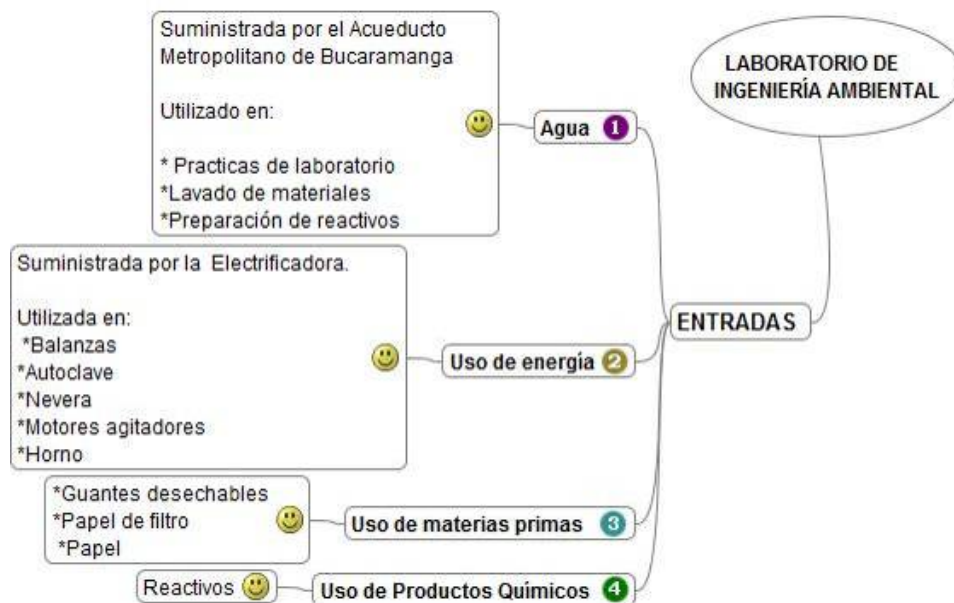 LABORATORIO DE
INGENIERÍA AMBIENTAL
ENTRADAS
Agua 1
Suministrada por el Acueducto
Metropolitano de Bucaramanga
Utilizado en:
* Practicas de laboratorio
*Lavado de materiales
*Preparación de reactivos
Uso de energía 2
Suministrada por la Electrificadora.
Utilizada en:
*Balanzas
*Autoclave
*Nevera
*Motores agitadores
*Horno
Uso de materias primas 3
*Guantes desechables
*Papel de filtro
*Papel
Uso de Productos Químicos 4
Reactivos